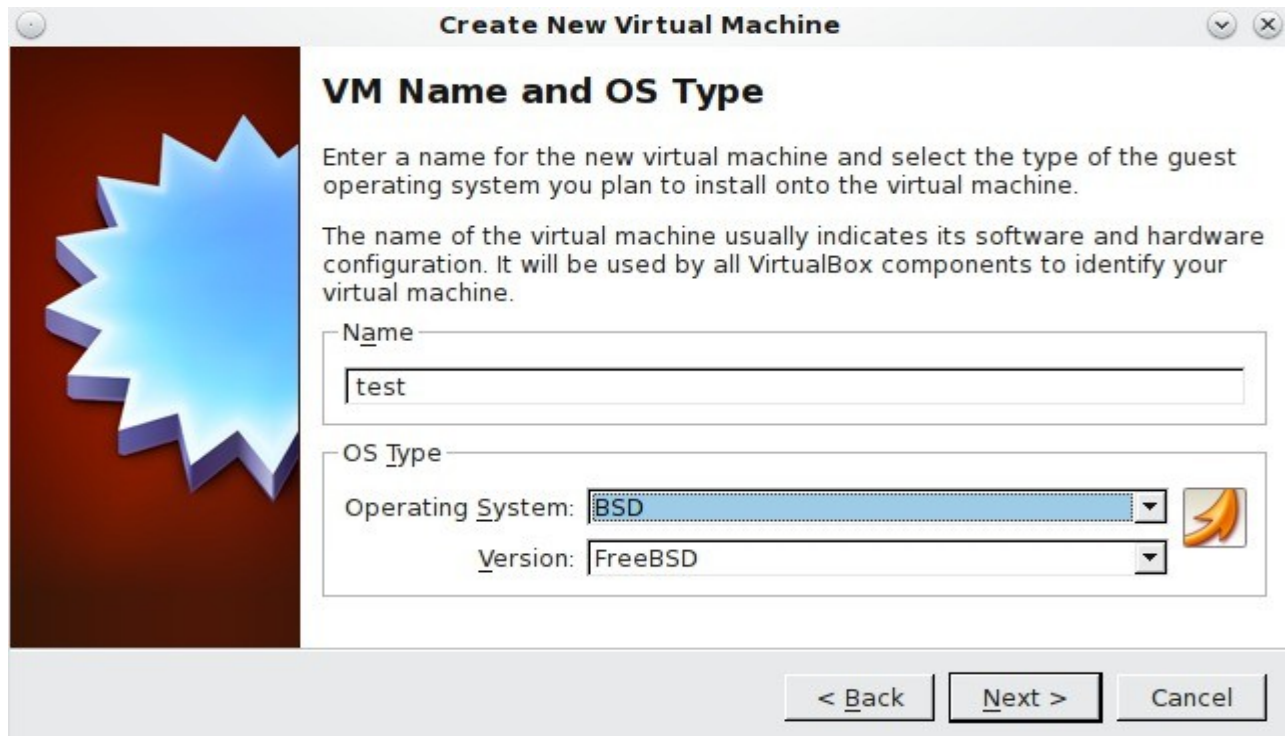 Create New Virtual Machine
VM Name and OS Type
Enter a name for the new virtual machine and select the type of the guest
operating system you plan to install onto the virtual machine.
The name of the virtual machine usually indicates its software and hardware
configuration. It will be used by all VirtualBox components to identify your
virtual machine.
Name
test
OS Type
Operating System: BSD
Version: FreeBSD
< Back Next > Cancel